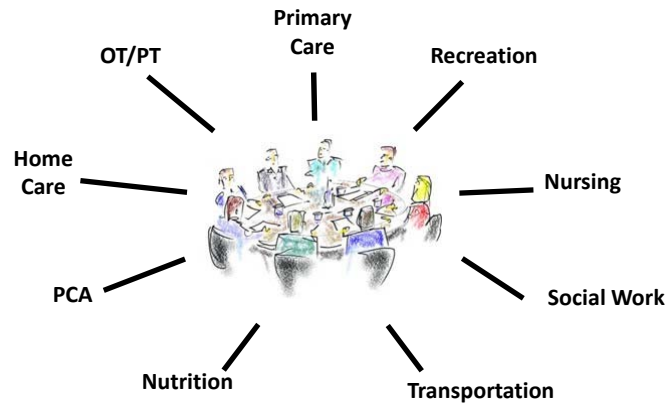 Primary
Care
OT/PT
Recreation
Home
Care
Nursing
PCA
Social Work
Nutrition
Transportation